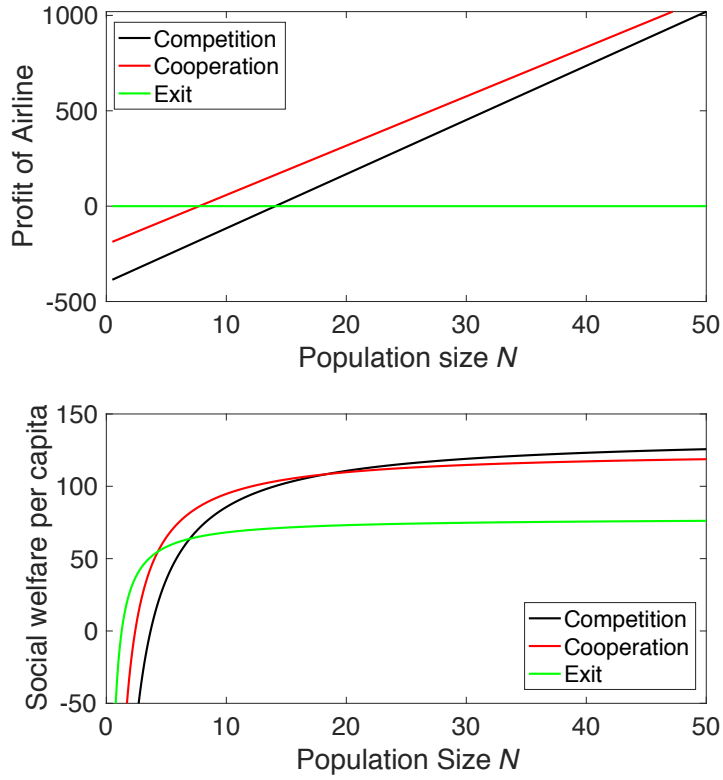 1000
500
0
-500
Profit of Airline
Competition
Cooperation
Exit
0 10 20 30 40 50
Population size N
150
100
50
0
-50
Social welfare per capita
Competition
Cooperation
Exit
0 10 20 30 40 50
Population Size N